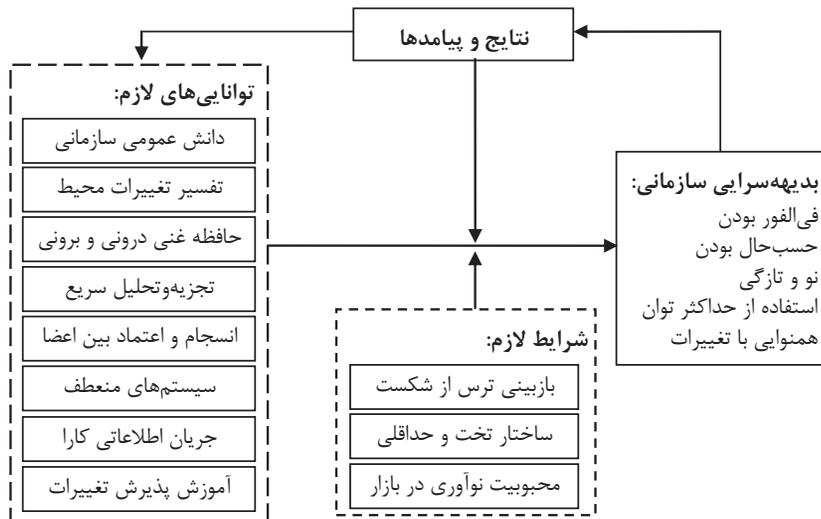 نتایج و پیامدها
توانایی‌های لازم:
دانش عمومی سازمانی
تفسیر تغییرات محیط
حافظه غنی درونی و برونی
تجزیه‌وتحلیل سریع
انسجام و اعتماد بین اعضا
سیستم‌های منعطف
جریان اطلاعاتی کارا
آموزش پذیرش تغییرات
شرایط لازم:
بازبینی ترس از شکست
ساختار تخت و حداقلی
محبوبیت نوآوری در بازار
بدیهه‌سرایی سازمانی:
فی‌الفور بودن
حسب‌حال بودن
نو و تازگی
استفاده از حداکثر توان
همنوایی با تغییرات